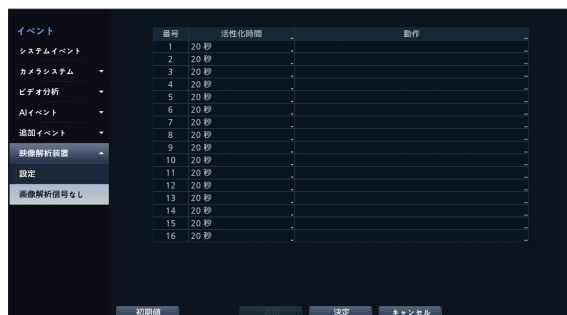 イベント
システムイベント
カメラシステム
ビデオ分析
AIイベント
追加イベント
映像解析装置
設定
画像解析信号なし
番号 活性化時間 動作
1 20 秒
2 20 秒
3 20 秒
4 20 秒
5 20 秒
6 20 秒
7 20 秒
8 20 秒
9 20 秒
10 20 秒
11 20 秒
12 20 秒
13 20 秒
14 20 秒
15 20 秒
16 20 秒
初期値 決定 キャンセル